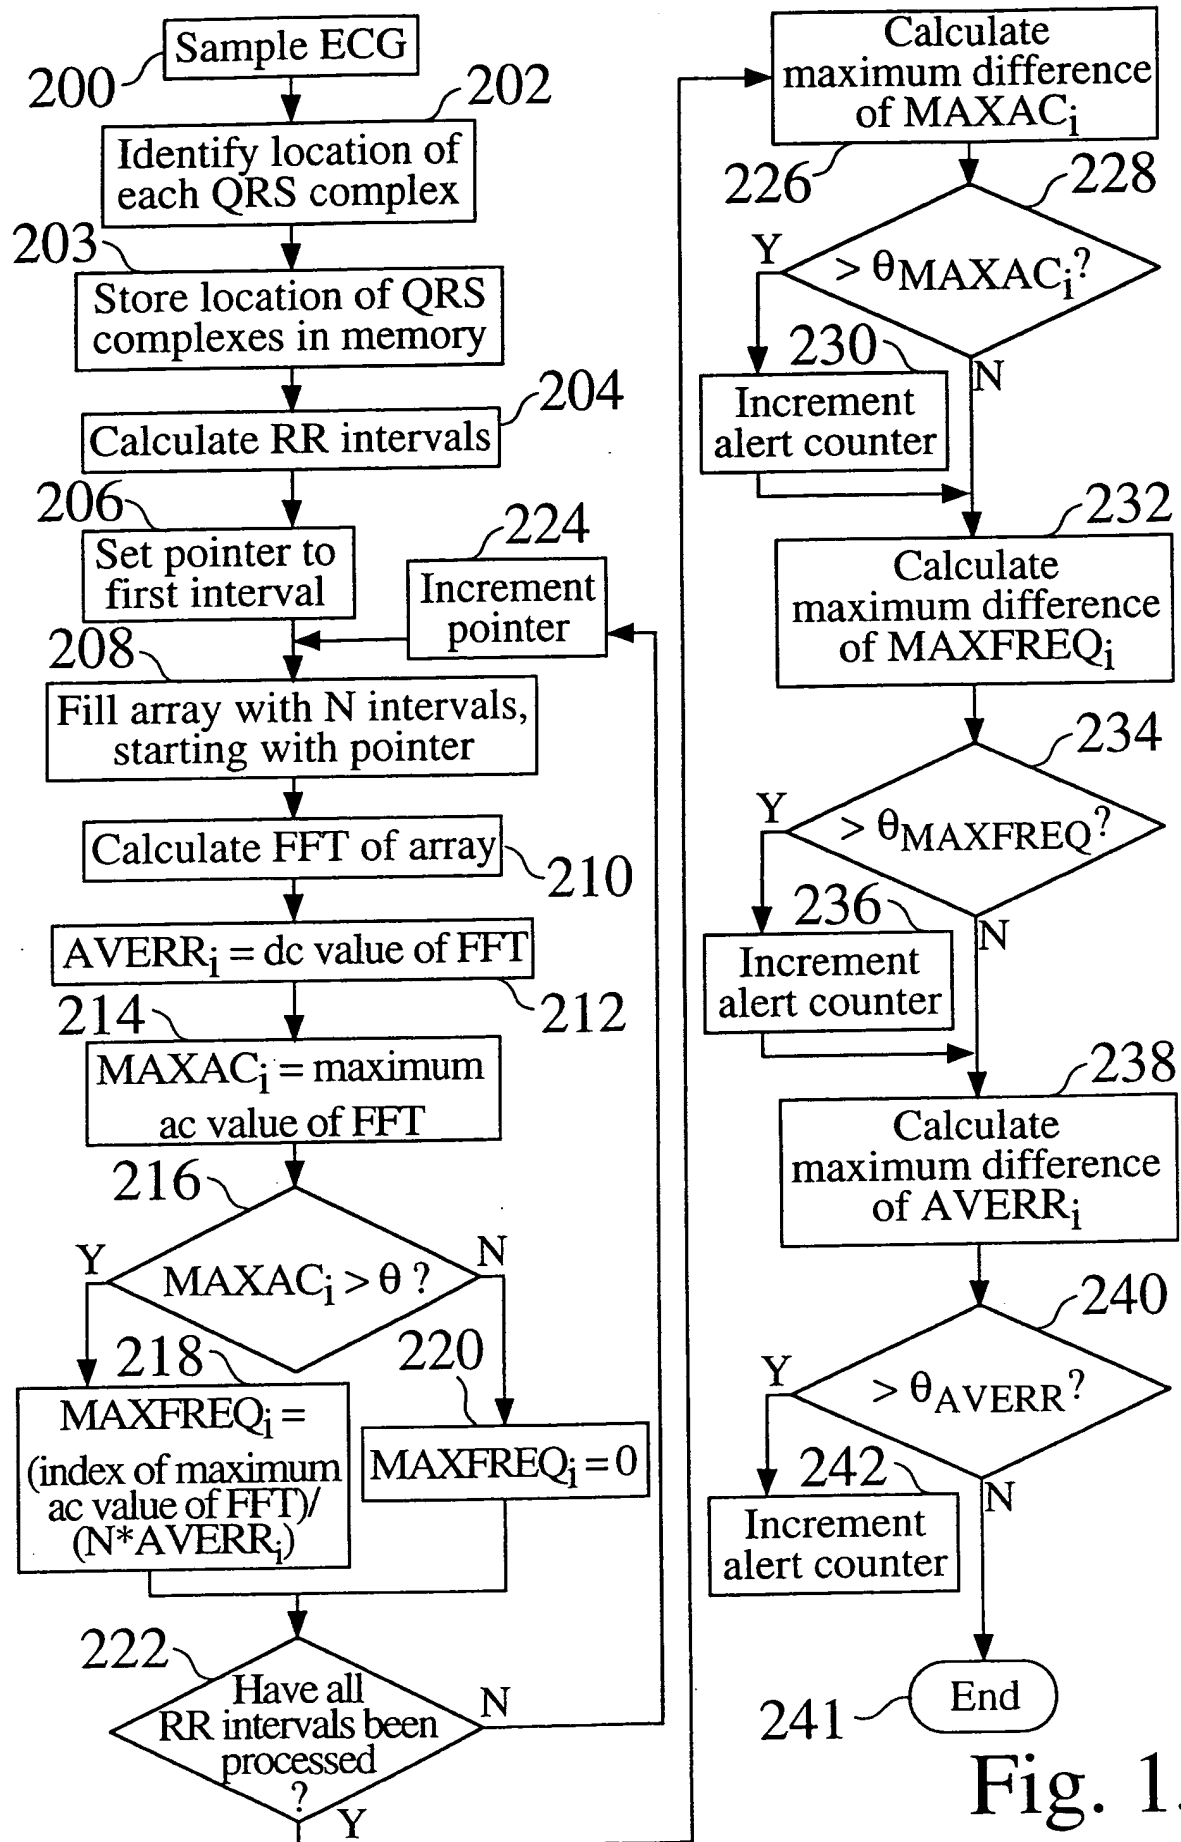 200
Sample ECG
202
Identify location of
each QRS complex
203
Store location of QRS
complexes in memory
204
Calculate RR intervals
206
Set pointer to
first interval
224
Increment
pointer
208
Fill array with N intervals,
starting with pointer
Calculate FFT of array
210
AVERRi = dc value of FFT
212
214
MAXACi = maximum
ac value of FFT
216
MAXACi > θ ?
Y
N
218
MAXFREQi =
(index of maximum
ac value of FFT)/
(N*AVERRi)
220
MAXFREQi = 0
222
Have all
RR intervals been
processed
?
N
Y
Calculate
maximum difference
of MAXACi
226
228
> θMAXACi?
Y
N
230
Increment
alert counter
232
Calculate
maximum difference
of MAXFREQi
234
> θMAXFREQ?
Y
N
236
Increment
alert counter
238
Calculate
maximum difference
of AVERRi
240
> θAVERR?
Y
N
242
Increment
alert counter
End
241
Fig. 1.